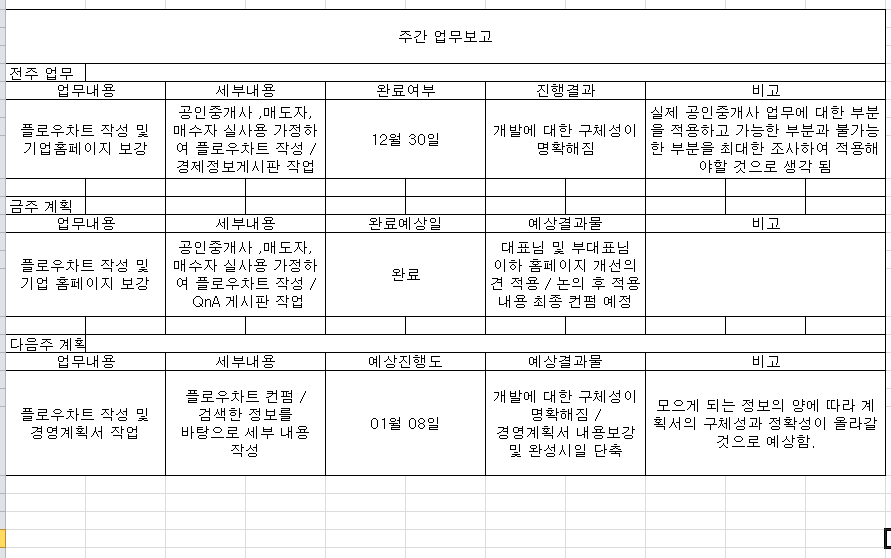 주간 업무보고
전주 업무
업무내용 세부내용 완료여부 진행결과 비고
플로우차트 작성 및
기업홈페이지 보강
공인중개사 ,매도자,
매수자 실사용 가정하
여 플로우차트 작성 /
경제정보게시판 작업
12월 30일
개발에 대한 구체성이
명확해짐
실제 공인중개사 업무에 대한 부분
을 적용하고 가능한 부분과 불가능
한 부분을 최대한 조사하여 적용해
야할 것으로 생각 됨
금주 계획
업무내용 세부내용 완료예상일 예상결과물 비고
플로우차트 작성 및
기업 홈페이지 보강
공인중개사 ,매도자,
매수자 실사용 가정하
여 플로우차트 작성 /
QnA 게시판 작업
완료
대표님 및 부대표님
이하 홈페이지 개선의
견 적용 / 논의 후 적용
내용 최종 컨펌 예정
다음주 계획
업무내용 세부내용 예상진행도 예상결과물 비고
플로우차트 작성 및
경영계획서 작업
플로우차트 컨펌 /
검색한 정보를
바탕으로 세부 내용
작성
01월 08일
개발에 대한 구체성이
명확해짐 /
경영계획서 내용보강
및 완성시일 단축
모으게 되는 정보의 양에 따라 계
획서의 구체성과 정확성이 올라갈
것으로 예상함.